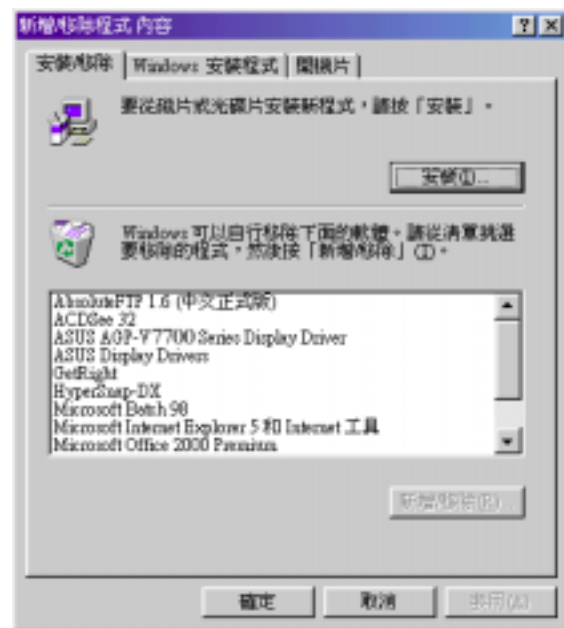 新增/移除程式 內容
安裝/移除 Windows 安裝程式 開機片
要從磁片或光碟片安裝新程式，請按「安裝」。
安裝(I)...
Windows 可以自行移除下面的軟體。請從清單挑選
要移除的程式，然後按「新增/移除」(I)。
AbsoluteFTP 1.6 (中文正式版)
ACDSee 32
ASUS AGP-V7700 Series Display Driver
ASUS Display Drivers
GetRight
HyperSnap-DX
Microsoft Batch 98
Microsoft Internet Explorer 5 和 Internet 工具
Microsoft Office 2000 Premium
新增/移除(R)...
確定 取消 套用(A)